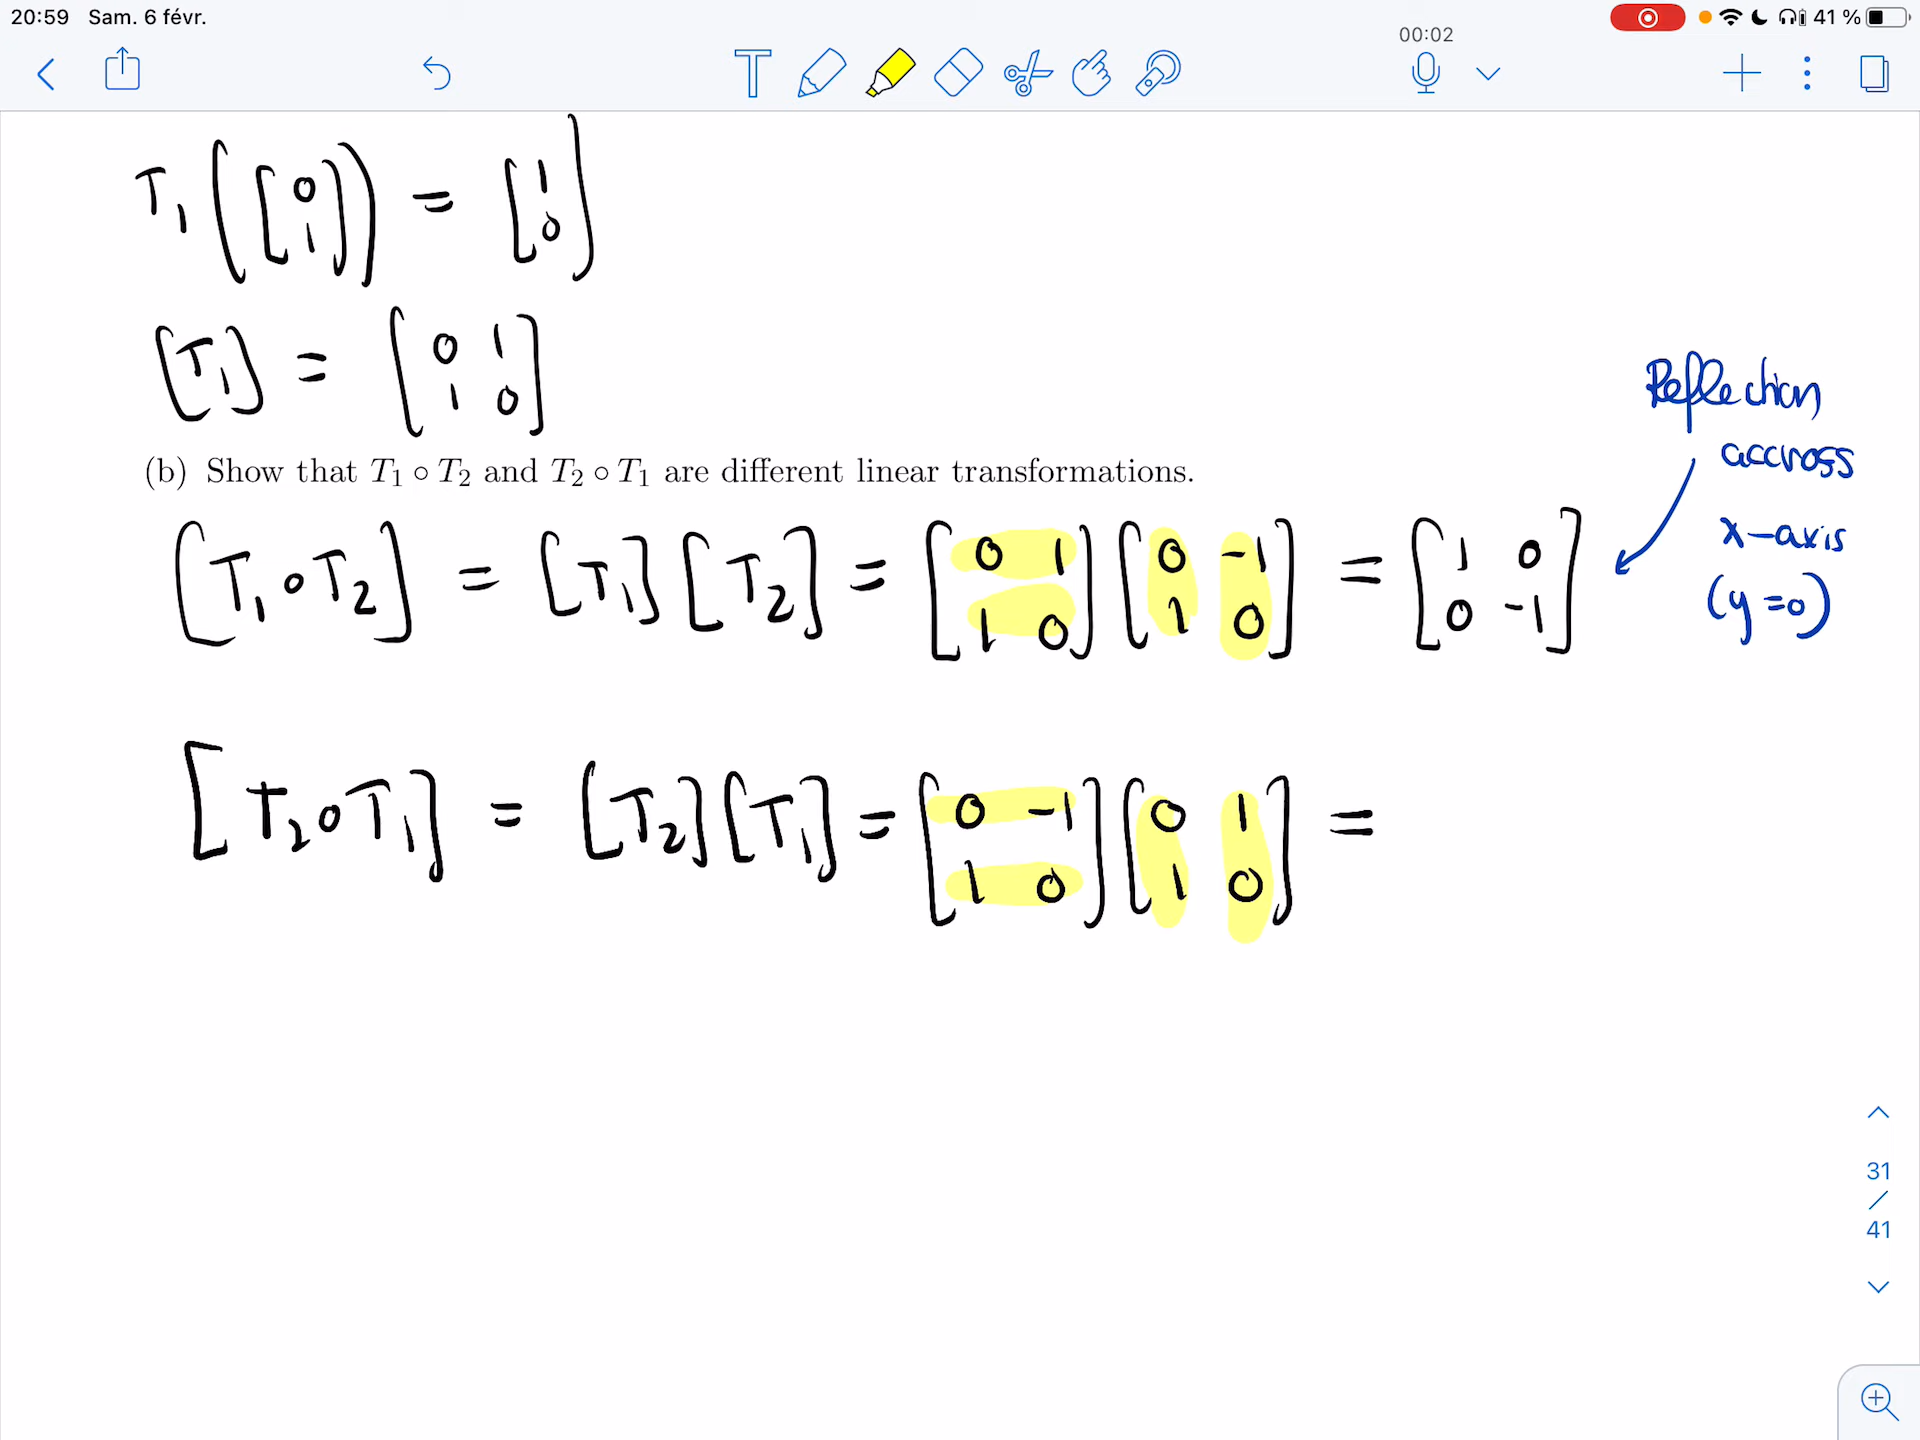 20:59 Sam. 6 févr.
41 %
00:02
T₁([0 1]) = [1 0]
[T₁] = [0 1 1 0]
(b) Show that T₁ ∘ T₂ and T₂ ∘ T₁ are different linear transformations.
[T₁∘T₂] = [T₁][T₂] = [0 1 1 0][0 -1 1 0] = [1 0 0 -1]
Reflection
accross
x-axis
(y=0)
[T₂∘T₁] = [T₂][T₁] = [0 -1 1 0][0 1 1 0] =
31
/
41